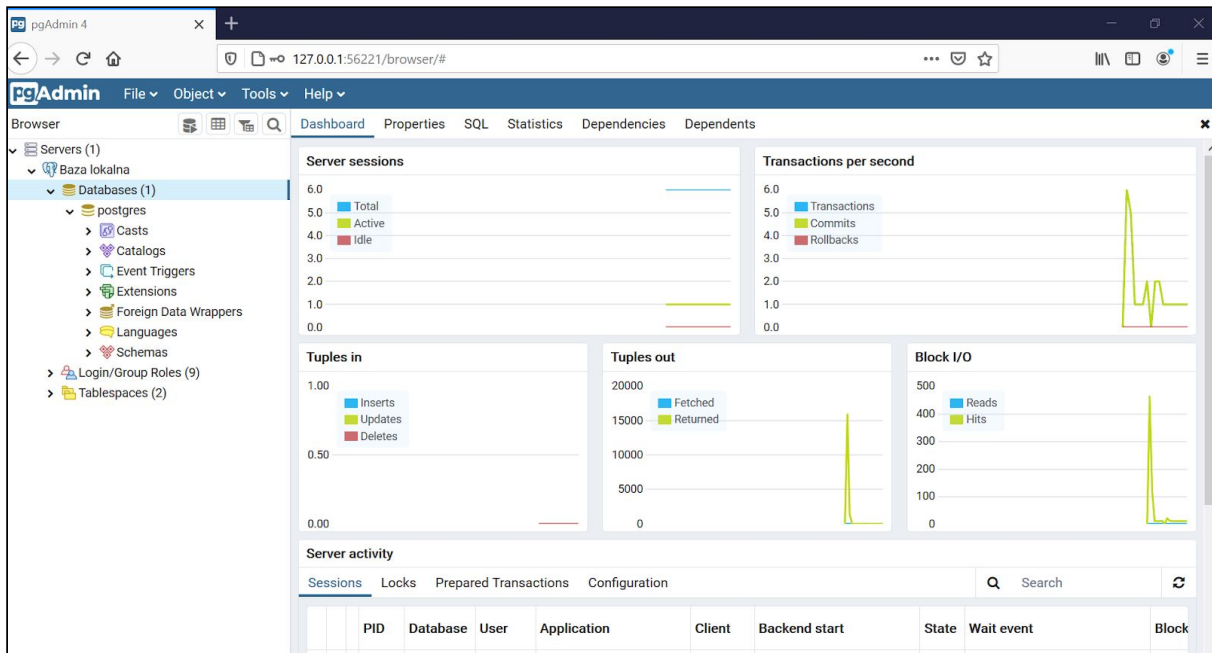 pgAdmin 4
127.0.0.1:56221/browser/#
pgAdmin File Object Tools Help
Browser
Servers (1)
Baza lokalna
Databases (1)
postgres
Casts
Catalogs
Event Triggers
Extensions
Foreign Data Wrappers
Languages
Schemas
Login/Group Roles (9)
Tablespaces (2)
Dashboard Properties SQL Statistics Dependencies Dependents
Server sessions
6.0
5.0
4.0
3.0
2.0
1.0
0.0
Total
Active
Idle
Transactions per second
6.0
5.0
4.0
3.0
2.0
1.0
0.0
Transactions
Commits
Rollbacks
Tuples in
1.00
0.50
0.00
Inserts
Updates
Deletes
Tuples out
20000
15000
10000
5000
0
Fetched
Returned
Block I/O
500
400
300
200
100
0
Reads
Hits
Server activity
Sessions Locks Prepared Transactions Configuration Search
PID Database User Application Client Backend start State Wait event Block